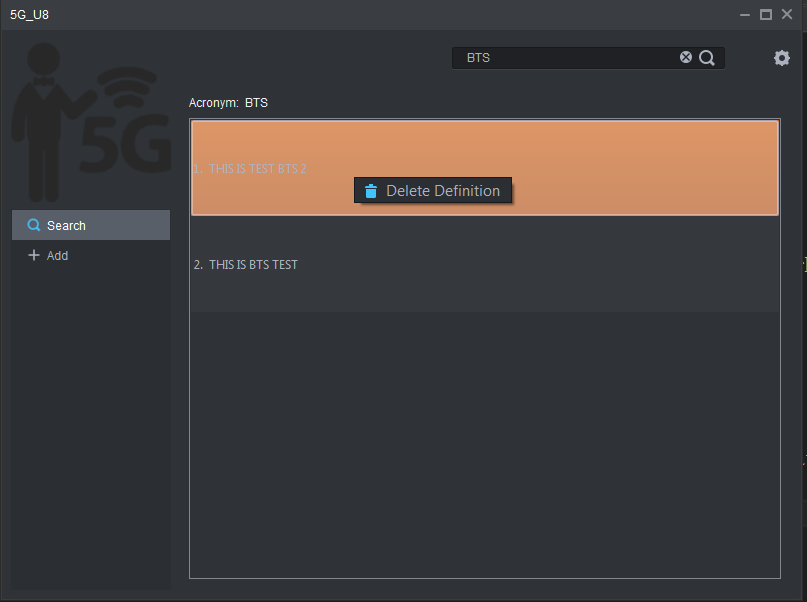 5G_U8
BTS
5G
Acronym: BTS
1. THIS IS TEST BTS 2
Delete Definition
Search
Add
2. THIS IS BTS TEST